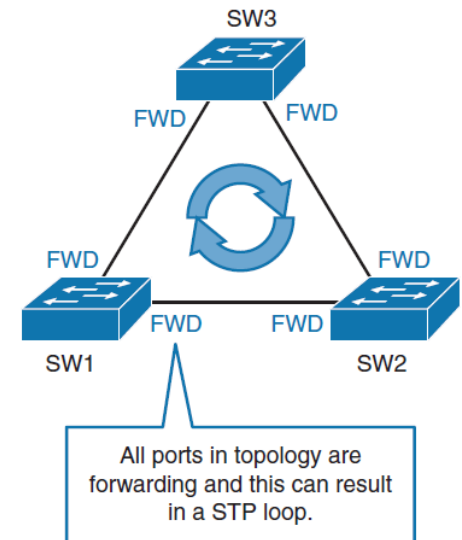 SW3
FWD FWD
FWD FWD
FWD FWD
SW1 SW2
All ports in topology are
forwarding and this can result
in a STP loop.